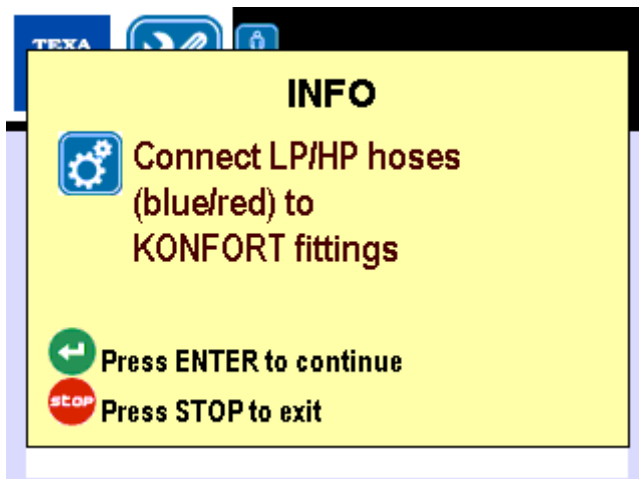 TEXA
INFO
Connect LP/HP hoses
(blue/red) to
KONFORT fittings
Press ENTER to continue
stop
Press STOP to exit